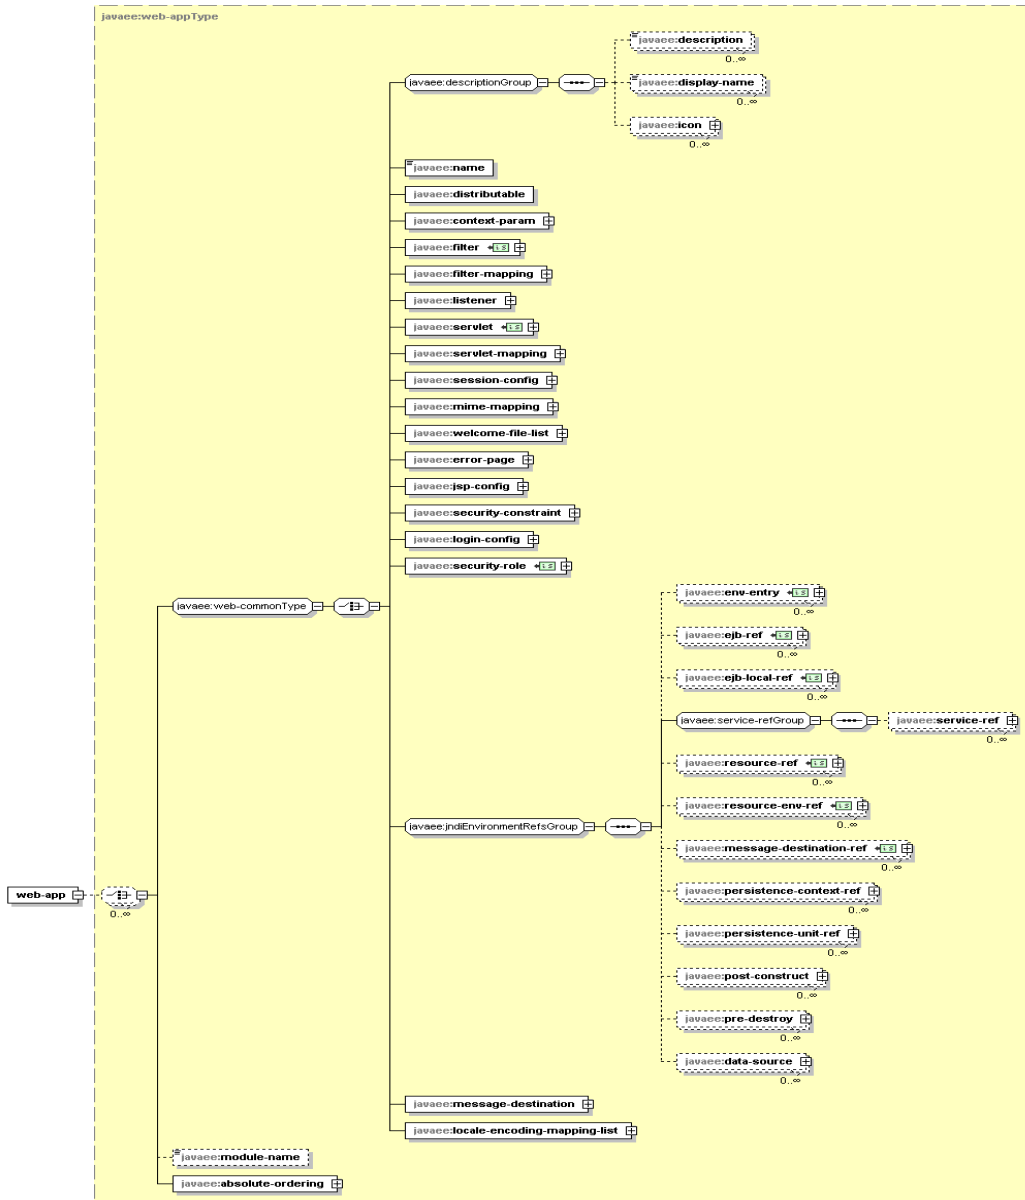 javaee:web-appType
javaee:description
0..∞
javaee:descriptionGroup
javaee:display-name
0..∞
javaee:icon
0..∞
javaee:name
javaee:distributable
javaee:context-param
javaee:filter
javaee:filter-mapping
javaee:listener
javaee:servlet
javaee:servlet-mapping
javaee:session-config
javaee:mime-mapping
javaee:welcome-file-list
javaee:error-page
javaee:jsp-config
javaee:security-constraint
javaee:login-config
javaee:security-role
javaee:web-commonType
javaee:env-entry
0..∞
javaee:ejb-ref
0..∞
javaee:ejb-local-ref
0..∞
javaee:service-refGroup
javaee:service-ref
0..∞
javaee:resource-ref
0..∞
javaee:resource-env-ref
0..∞
javaee:jndiEnvironmentRefsGroup
javaee:message-destination-ref
0..∞
javaee:persistence-context-ref
0..∞
web-app
0..∞
javaee:persistence-unit-ref
0..∞
javaee:post-construct
0..∞
javaee:pre-destroy
0..∞
javaee:data-source
0..∞
javaee:message-destination
javaee:locale-encoding-mapping-list
javaee:module-name
javaee:absolute-ordering